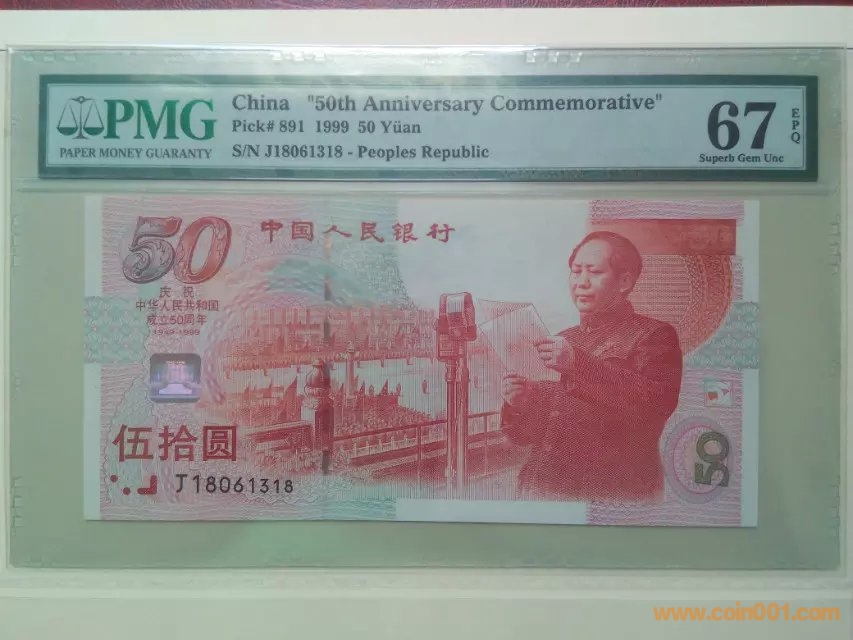 PMG
PAPER MONEY GUARANTY
China "50th Anniversary Commemorative"
Pick# 891 1999 50 Yüan
S/N J18061318 - Peoples Republic
67
EPQ
Superb Gem Unc
50
中国人民银行
庆祝
中华人民共和国
成立50周年
1949-1999
伍拾圆
J18061318
50
www.coin001.com